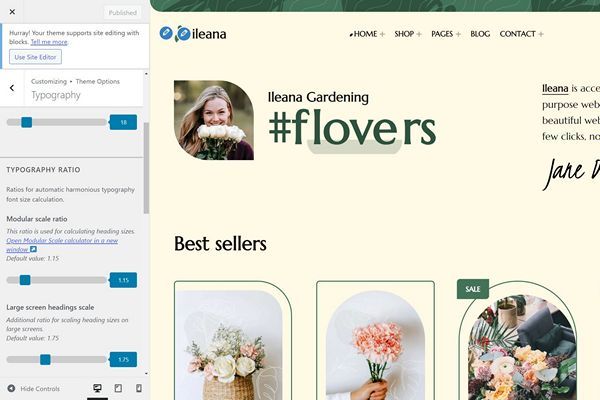 Published
Hurray! Your theme supports site editing with
blocks. Tell me more.
Use Site Editor
Customizing • Theme Options
Typography
18
TYPOGRAPHY RATIO
Ratios for automatic harmonious typography
font size calculation.
Modular scale ratio
This ratio is used for calculating heading sizes.
Open Modular Scale calculator in a new
window
Default value: 1.15
1.15
Large screen headings scale
Additional ratio for scaling heading sizes on
large screens.
Default value: 1.75
1.75
Hide Controls
ileana
HOME + SHOP + PAGES + BLOG CONTACT +
Ileana Gardening
#flovers
Ileana is acce
purpose web
beautiful web
few clicks, no
Jane
Best sellers
SALE